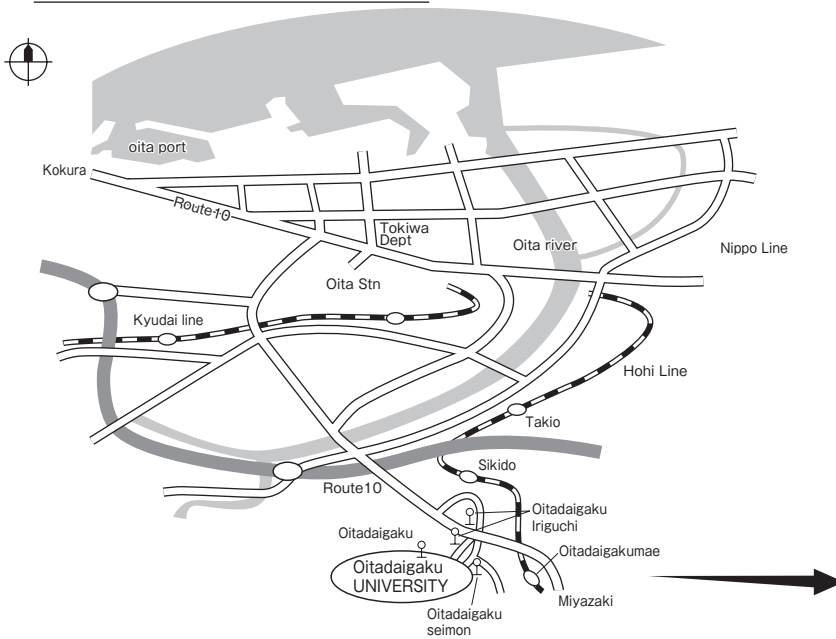 oita port
Kokura
Route10
Tokiwa
Dept
Oita river
Nippo Line
Oita Stn
Kyudai line
Hohi Line
Takio
Sikido
Route10
Oitadaigaku
Iriguchi
Oitadaigaku
Oitadaigakumae
Oitadaigaku
UNIVERSITY
Miyazaki
Oitadaigaku
seimon